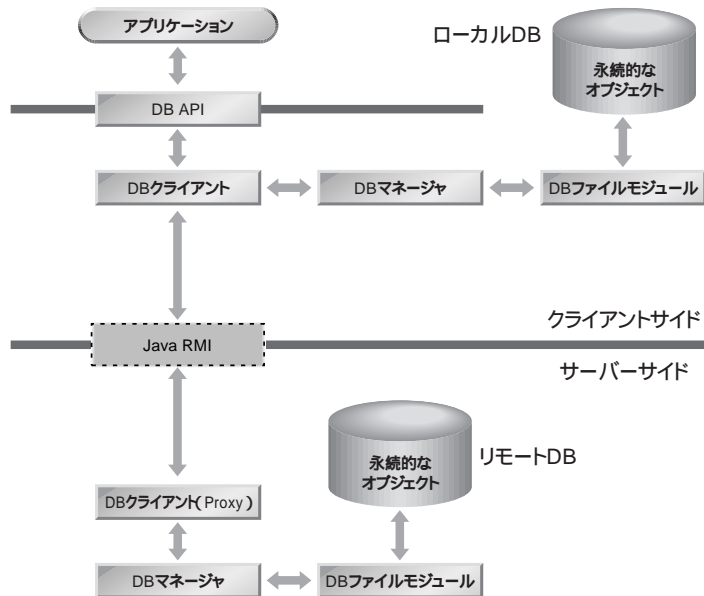 アプリケーション
ローカルDB
永続的な
オブジェクト
DB API
DBクライアント
DBマネージャ
DBファイルモジュール
クライアントサイド
Java RMI
サーバーサイド
永続的な
オブジェクト
リモートDB
DBクライアント(Proxy)
DBマネージャ
DBファイルモジュール